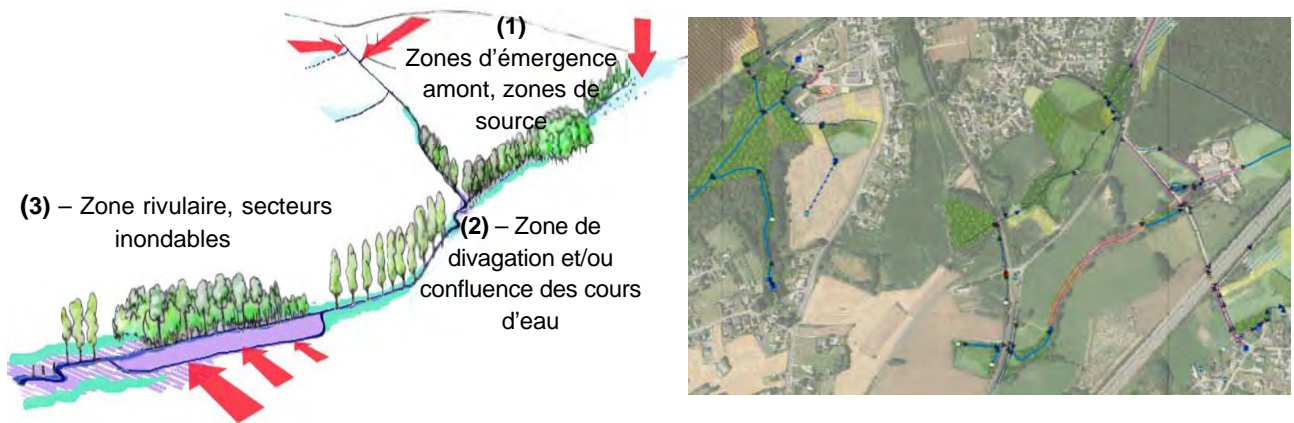 (1)
Zones d'émergence
amont, zones de
source
(3) – Zone rivulaire, secteurs
inondables
(2) – Zone de
divagation et/ou
confluence des cours
d'eau